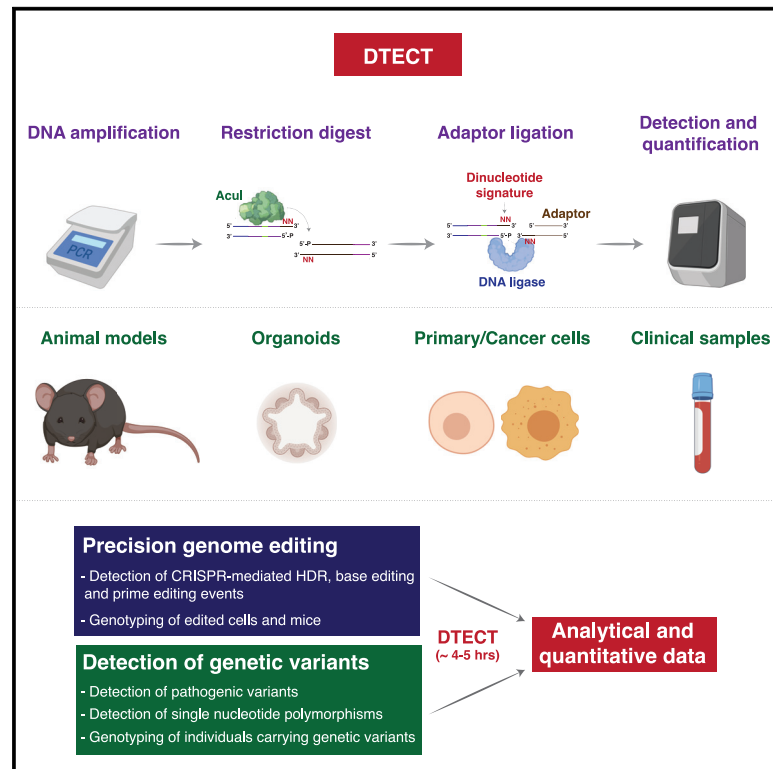 DTECT
DNA amplification
Restriction digest
Adaptor ligation
Detection and
quantification
PCR
AcuI
NN
5′ 3′
3′ 5′-P
5′-P 3′
NN
3′ 5′
Dinucleotide
signature
NN
Adaptor
5′ 3′ 5′ 3′
3′ 5′-P 3′ 5′
NN
DNA ligase
Animal models
Organoids
Primary/Cancer cells
Clinical samples
Precision genome editing
- Detection of CRISPR-mediated HDR, base editing
and prime editing events
- Genotyping of edited cells and mice
DTECT
(~ 4-5 hrs)
Analytical and
quantitative data
Detection of genetic variants
- Detection of pathogenic variants
- Detection of single nucleotide polymorphisms
- Genotyping of individuals carrying genetic variants